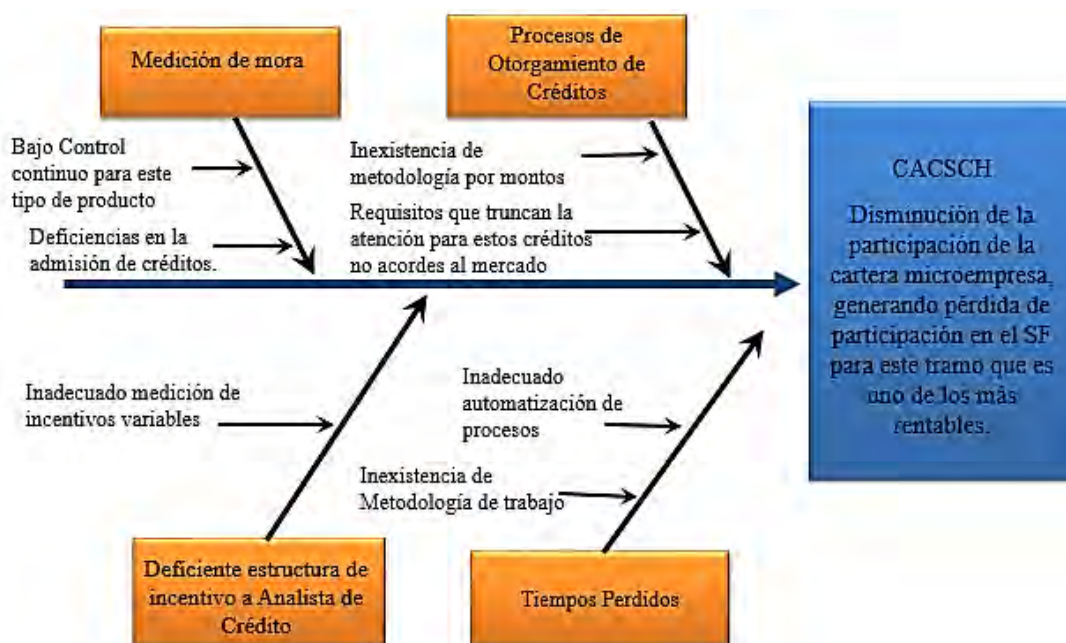 Medición de mora
Procesos de
Otorgamiento de
Créditos
Bajo Control
continuo para este
tipo de producto
Deficiencias en la
admisión de créditos.
Inexistencia de
metodología por montos
Requisitos que truncan la
atención para estos créditos
no acordes al mercado
CACSCH
Disminución de la
participación de la
cartera microempresa,
generando pérdida de
participación en el SF
para este tramo que es
uno de los más
rentables.
Inadecuado medición de
incentivos variables
Inadecuado
automatización de
procesos
Inexistencia de
Metodología de trabajo
Deficiente estructura de
incentivo a Analista de
Crédito
Tiempos Perdidos